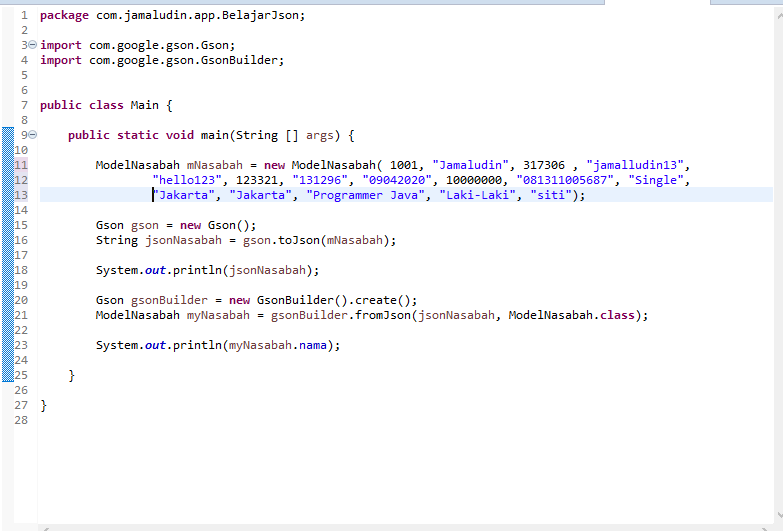 1 package com.jamaludin.app.BelajarJson;
2
3 import com.google.gson.Gson;
4 import com.google.gson.GsonBuilder;
5
6
7 public class Main {
8
9     public static void main(String [] args) {
10
11         ModelNasabah mNasabah = new ModelNasabah( 1001, "Jamaludin", 317306 , "jamalludin13",
12                 "hello123", 123321, "131296", "09042020", 10000000, "081311005687", "Single",
13                 "Jakarta", "Jakarta", "Programmer Java", "Laki-Laki", "siti");
14
15         Gson gson = new Gson();
16         String jsonNasabah = gson.toJson(mNasabah);
17
18         System.out.println(jsonNasabah);
19
20         Gson gsonBuilder = new GsonBuilder().create();
21         ModelNasabah myNasabah = gsonBuilder.fromJson(jsonNasabah, ModelNasabah.class);
22
23         System.out.println(myNasabah.nama);
24
25     }
26
27 }
28